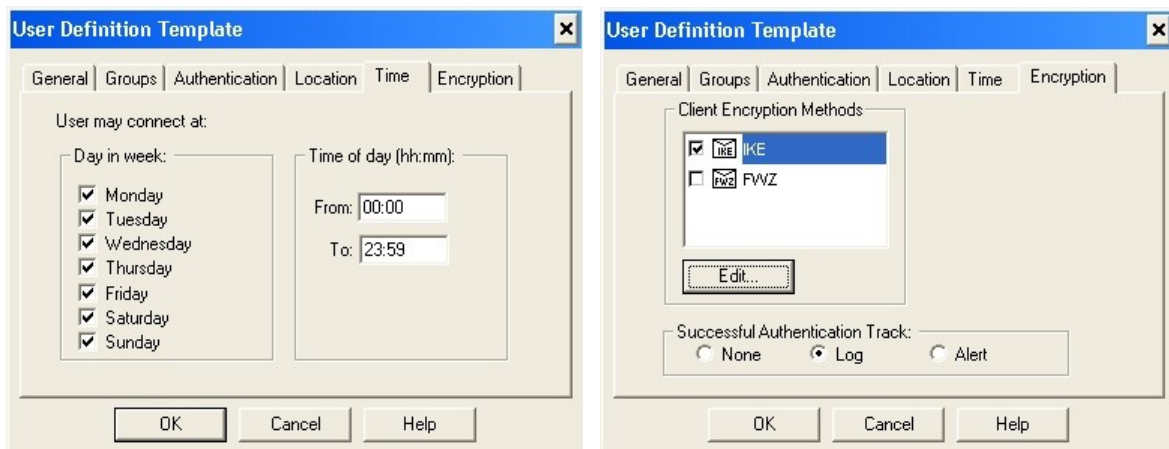 User Definition Template
General Groups Authentication Location Time Encryption
User may connect at:
Day in week:
Monday
Tuesday
Wednesday
Thursday
Friday
Saturday
Sunday
Time of day (hh:mm):
From: 00:00
To: 23:59
OK Cancel Help
User Definition Template
General Groups Authentication Location Time Encryption
Client Encryption Methods
IKE IKE
FWZ FWZ
Edit...
Successful Authentication Track:
None Log Alert
OK Cancel Help